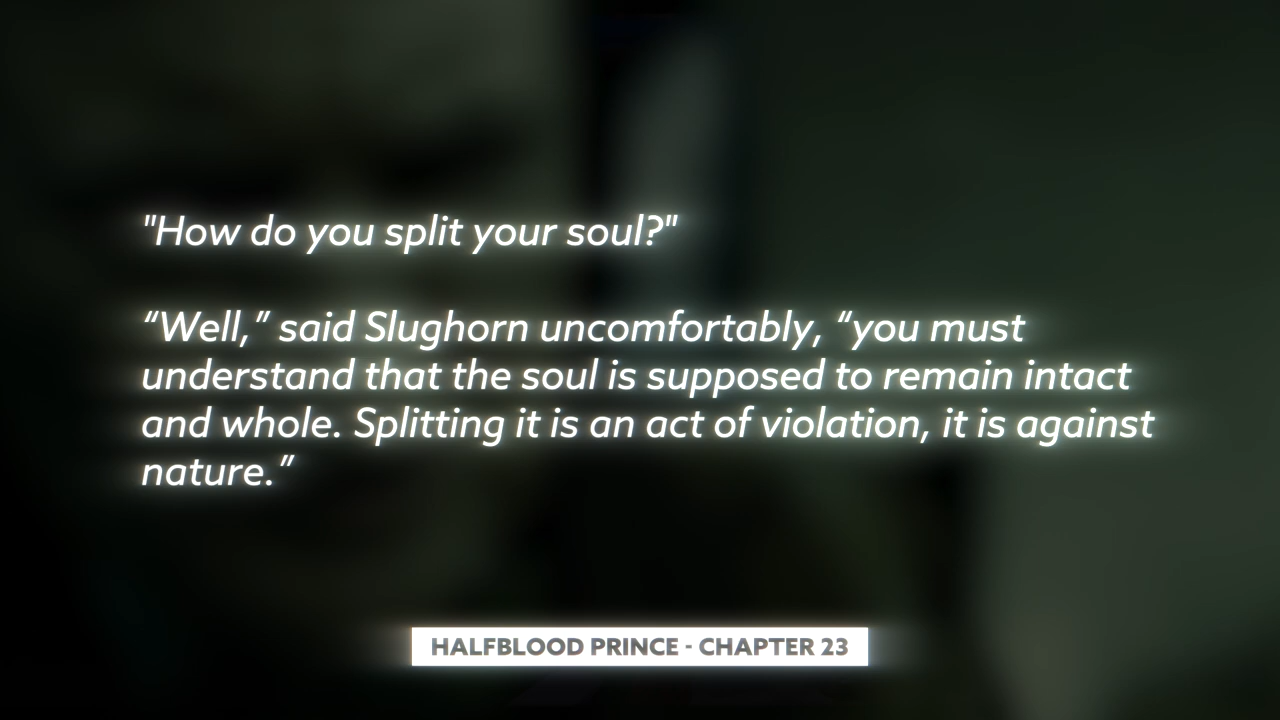 "How do you split your soul?"
“Well,” said Slughorn uncomfortably, “you must
understand that the soul is supposed to remain intact
and whole. Splitting it is an act of violation, it is against
nature.”
HALFBLOOD PRINCE - CHAPTER 23